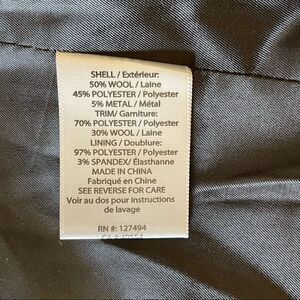 SHELL / Extérieur:
50% WOOL / Laine
45% POLYESTER / Polyester
5% METAL / Métal
TRIM/ Garniture:
70% POLYESTER / Polyester
30% WOOL / Laine
LINING / Doublure:
97% POLYESTER / Polyester
3% SPANDEX/ Élasthanne
MADE IN CHINA
Fabriqué en Chine
SEE REVERSE FOR CARE
Voir au dos pour instructions
de lavage
RN #: 127494